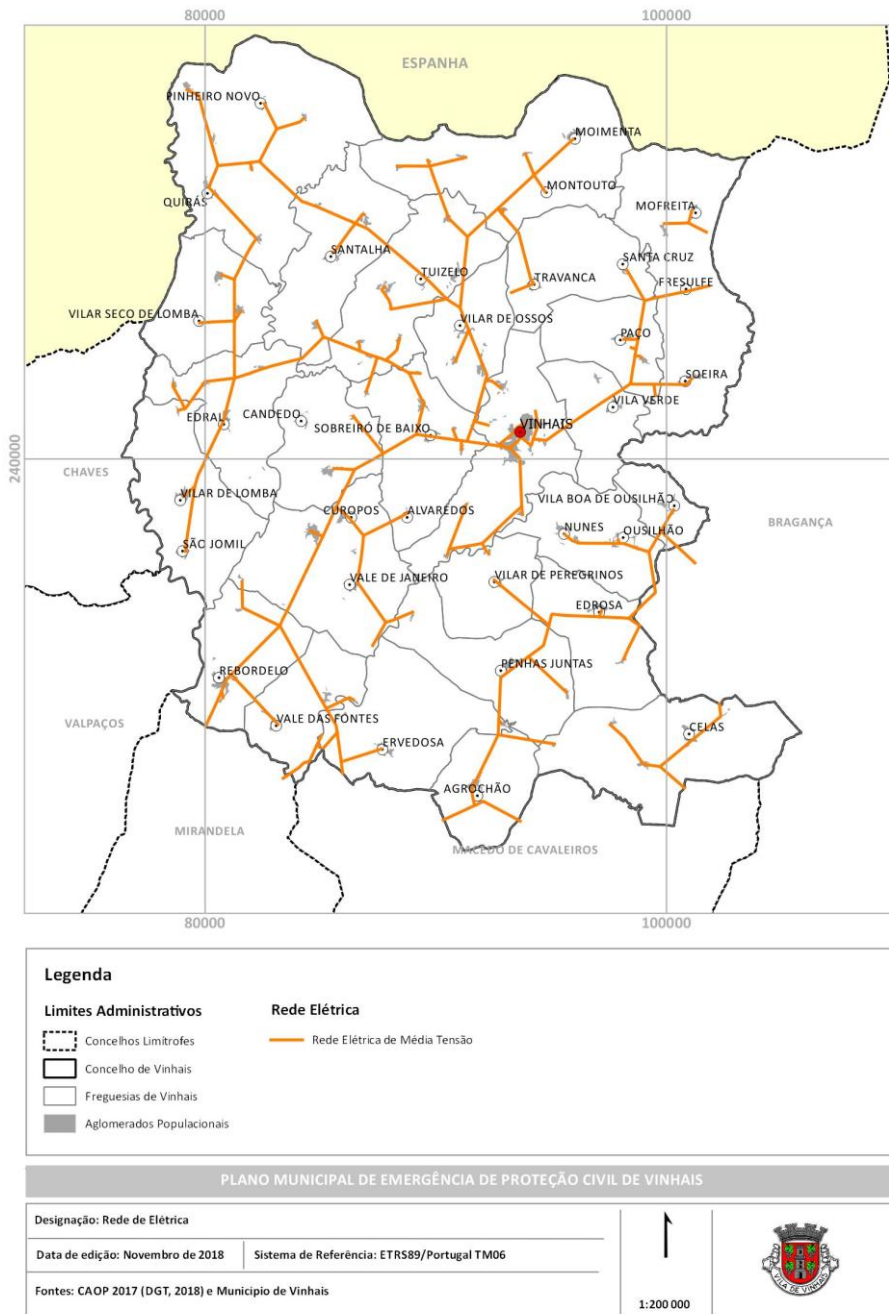 80000 100000
ESPANHA
PINHEIRO NOVO
MOIMENTA
MONTOUTO
QUIRÁS
MOFREITA
SANTALHA
SANTA CRUZ
TUIZELO
TRAVANCA
FRESULFE
VILAR SECO DE LOMBA
VILAR DE OSSOS
PAÇO
SOEIRA
VILA VERDE
EDRAL
CANDEDO
SOBREIRÓ DE BAIXO
VINHAIS
240000
CHAVES
VILAR DE LOMBA
VILA BOA DE OUSILHÃO
BRAGANÇA
CUROPOS
ALVAREDOS
NUNES
OUSILHÃO
SÃO JOMIL
VALE DE JANEIRO
VILAR DE PEREGRINOS
EDROSA
REBORDELO
PENHAS JUNTAS
VALPAÇOS
VALE DAS FONTES
CELAS
ERVEDOSA
AGROCHÃO
MIRANDELA
MACEDO DE CAVALEIROS
80000 100000
Legenda
Limites Administrativos
Concelhos Limítrofes
Concelho de Vinhais
Freguesias de Vinhais
Aglomerados Populacionais
Rede Elétrica
Rede Elétrica de Média Tensão
PLANO MUNICIPAL DE EMERGÊNCIA DE PROTEÇÃO CIVIL DE VINHAIS
Designação: Rede de Elétrica
Data de edição: Novembro de 2018
Sistema de Referência: ETRS89/Portugal TM06
Fontes: CAOP 2017 (DGT, 2018) e Municipio de Vinhais
1:200 000
VILA DE VINHAIS